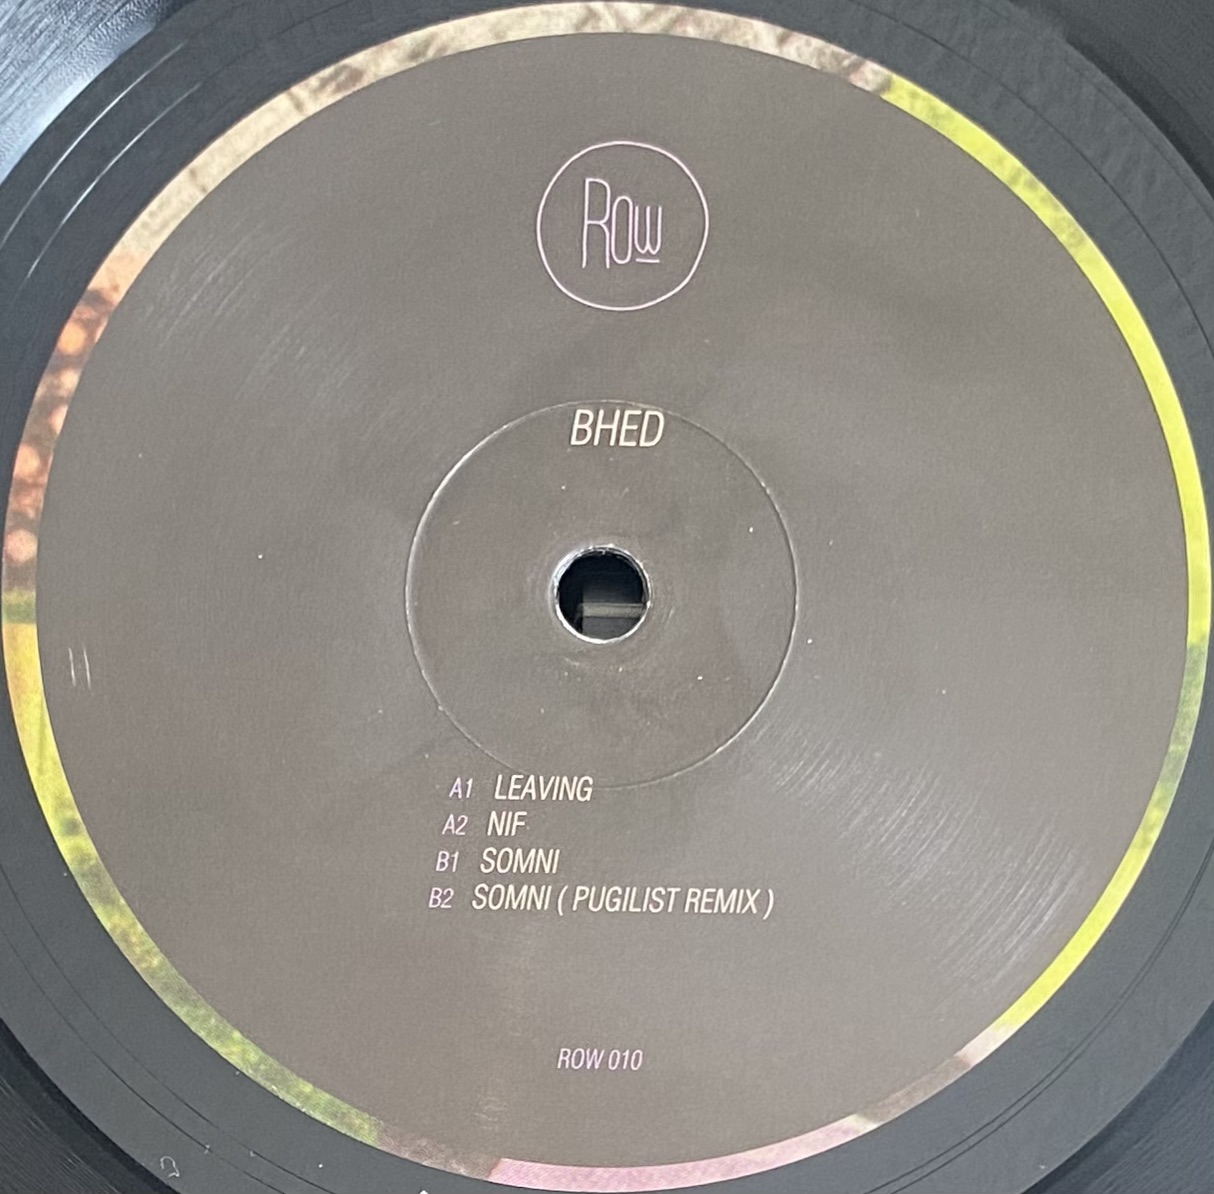 Row
BHED
A1 LEAVING
A2 NIF
B1 SOMNI
B2 SOMNI ( PUGILIST REMIX )
ROW 010